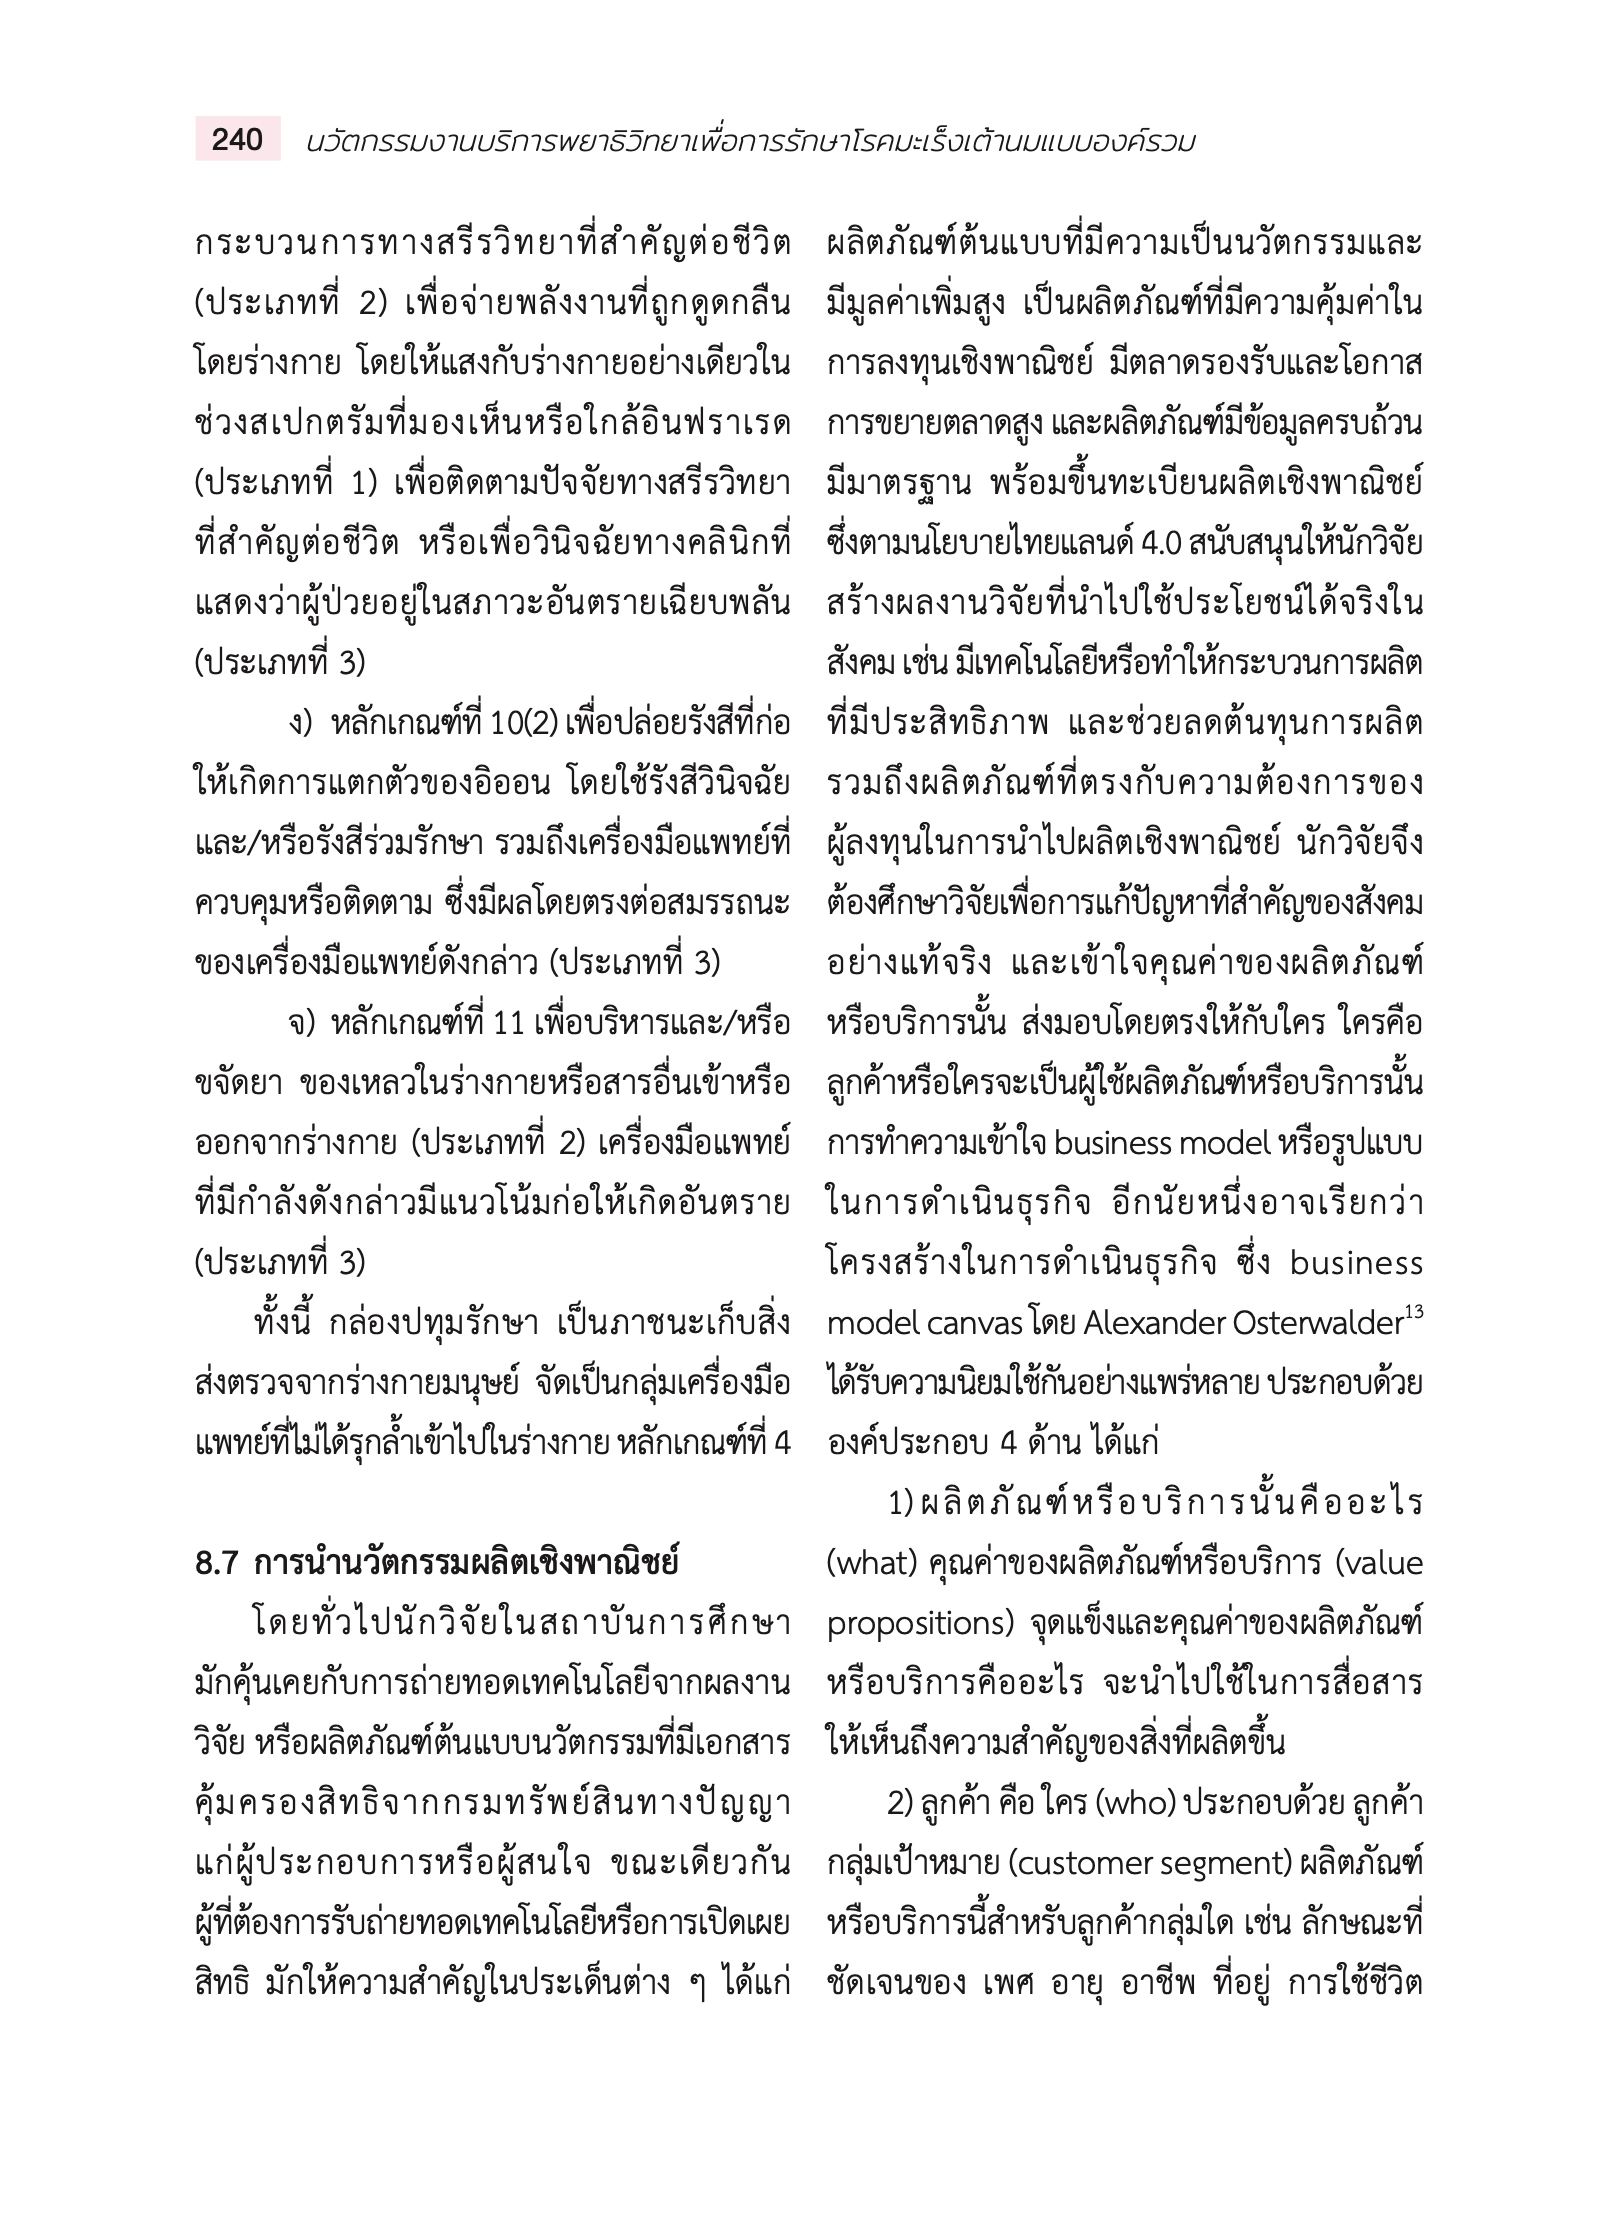 240 นวัตกรรมงานบริการพยาธิวิทยาเพื่อการรักษาโรคมะเร็งเต้านมแบบองค์รวม
กระบวนการทางสรีรวิทยาที่สำคัญต่อชีวิต
(ประเภทที่ 2) เพื่อจ่ายพลังงานที่ถูกดูดกลืน
โดยร่างกาย โดยให้แสงกับร่างกายอย่างเดียวใน
ช่วงสเปกตรัมที่มองเห็นหรือใกล้อินฟราเรด
(ประเภทที่ 1) เพื่อติดตามปัจจัยทางสรีรวิทยา
ที่สำคัญต่อชีวิต หรือเพื่อวินิจฉัยทางคลินิกที่
แสดงว่าผู้ป่วยอยู่ในสภาวะอันตรายเฉียบพลัน
(ประเภทที่ 3)
ง) หลักเกณฑ์ที่ 10(2) เพื่อปล่อยรังสีที่ก่อ
ให้เกิดการแตกตัวของอิออน โดยใช้รังสีวินิจฉัย
และ/หรือรังสีร่วมรักษา รวมถึงเครื่องมือแพทย์ที่
ควบคุมหรือติดตาม ซึ่งมีผลโดยตรงต่อสมรรถนะ
ของเครื่องมือแพทย์ดังกล่าว (ประเภทที่ 3)
จ) หลักเกณฑ์ที่ 11 เพื่อบริหารและ/หรือ
ขจัดยา ของเหลวในร่างกายหรือสารอื่นเข้าหรือ
ออกจากร่างกาย (ประเภทที่ 2) เครื่องมือแพทย์
ที่มีกำลังดังกล่าวมีแนวโน้มก่อให้เกิดอันตราย
(ประเภทที่ 3)
ทั้งนี้ กล่องปทุมรักษา เป็นภาชนะเก็บสิ่ง
ส่งตรวจจากร่างกายมนุษย์ จัดเป็นกลุ่มเครื่องมือ
แพทย์ที่ไม่ได้รุกล้ำเข้าไปในร่างกาย หลักเกณฑ์ที่ 4
8.7 การนำนวัตกรรมผลิตเชิงพาณิชย์
โดยทั่วไปนักวิจัยในสถาบันการศึกษา
มักคุ้นเคยกับการถ่ายทอดเทคโนโลยีจากผลงาน
วิจัย หรือผลิตภัณฑ์ต้นแบบนวัตกรรมที่มีเอกสาร
คุ้มครองสิทธิจากกรมทรัพย์สินทางปัญญา
แก่ผู้ประกอบการหรือผู้สนใจ ขณะเดียวกัน
ผู้ที่ต้องการรับถ่ายทอดเทคโนโลยีหรือการเปิดเผย
สิทธิ มักให้ความสำคัญในประเด็นต่าง ๆ ได้แก่
ผลิตภัณฑ์ต้นแบบที่มีความเป็นนวัตกรรมและ
มีมูลค่าเพิ่มสูง เป็นผลิตภัณฑ์ที่มีความคุ้มค่าใน
การลงทุนเชิงพาณิชย์ มีตลาดรองรับและโอกาส
การขยายตลาดสูง และผลิตภัณฑ์มีข้อมูลครบถ้วน
มีมาตรฐาน พร้อมขึ้นทะเบียนผลิตเชิงพาณิชย์
ซึ่งตามนโยบายไทยแลนด์ 4.0 สนับสนุนให้นักวิจัย
สร้างผลงานวิจัยที่นำไปใช้ประโยชน์ได้จริงใน
สังคม เช่น มีเทคโนโลยีหรือทำให้กระบวนการผลิต
ที่มีประสิทธิภาพ และช่วยลดต้นทุนการผลิต
รวมถึงผลิตภัณฑ์ที่ตรงกับความต้องการของ
ผู้ลงทุนในการนำไปผลิตเชิงพาณิชย์ นักวิจัยจึง
ต้องศึกษาวิจัยเพื่อการแก้ปัญหาที่สำคัญของสังคม
อย่างแท้จริง และเข้าใจคุณค่าของผลิตภัณฑ์
หรือบริการนั้น ส่งมอบโดยตรงให้กับใคร ใครคือ
ลูกค้าหรือใครจะเป็นผู้ใช้ผลิตภัณฑ์หรือบริการนั้น
การทำความเข้าใจ business model หรือรูปแบบ
ในการดำเนินธุรกิจ อีกนัยหนึ่งอาจเรียกว่า
โครงสร้างในการดำเนินธุรกิจ ซึ่ง business
model canvas โดย Alexander Osterwalder¹³
ได้รับความนิยมใช้กันอย่างแพร่หลาย ประกอบด้วย
องค์ประกอบ 4 ด้าน ได้แก่
1) ผลิตภัณฑ์หรือบริการนั้นคืออะไร
(what) คุณค่าของผลิตภัณฑ์หรือบริการ (value
propositions) จุดแข็งและคุณค่าของผลิตภัณฑ์
หรือบริการคืออะไร จะนำไปใช้ในการสื่อสาร
ให้เห็นถึงความสำคัญของสิ่งที่ผลิตขึ้น
2) ลูกค้า คือ ใคร (who) ประกอบด้วย ลูกค้า
กลุ่มเป้าหมาย (customer segment) ผลิตภัณฑ์
หรือบริการนี้สำหรับลูกค้ากลุ่มใด เช่น ลักษณะที่
ชัดเจนของ เพศ อายุ อาชีพ ที่อยู่ การใช้ชีวิต